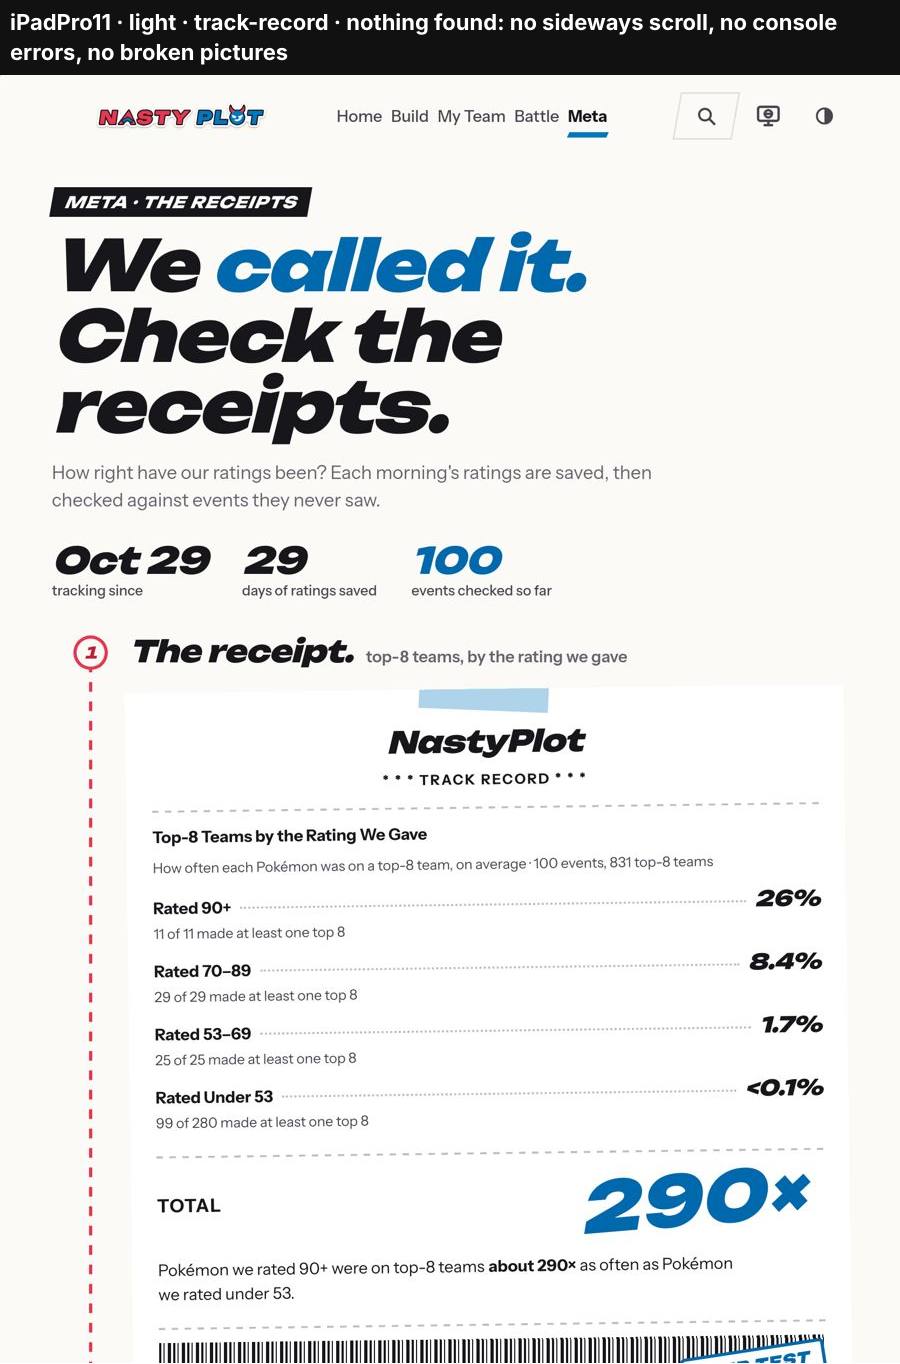 iPadPro11 · light · track-record · nothing found: no sideways scroll, no console
errors, no broken pictures
NASTY PLOT
Home Build My Team Battle Meta
META · THE RECEIPTS
We called it.
Check the
receipts.
How right have our ratings been? Each morning's ratings are saved, then
checked against events they never saw.
Oct 29 29 100
tracking since days of ratings saved events checked so far
1 The receipt. top-8 teams, by the rating we gave
NastyPlot
* * * TRACK RECORD * * *
Top-8 Teams by the Rating We Gave
How often each Pokémon was on a top-8 team, on average · 100 events, 831 top-8 teams
Rated 90+ 26%
11 of 11 made at least one top 8
Rated 70–89 8.4%
29 of 29 made at least one top 8
Rated 53–69 1.7%
25 of 25 made at least one top 8
Rated Under 53 <0.1%
99 of 280 made at least one top 8
TOTAL 290×
Pokémon we rated 90+ were on top-8 teams about 290× as often as Pokémon
we rated under 53.
TEST